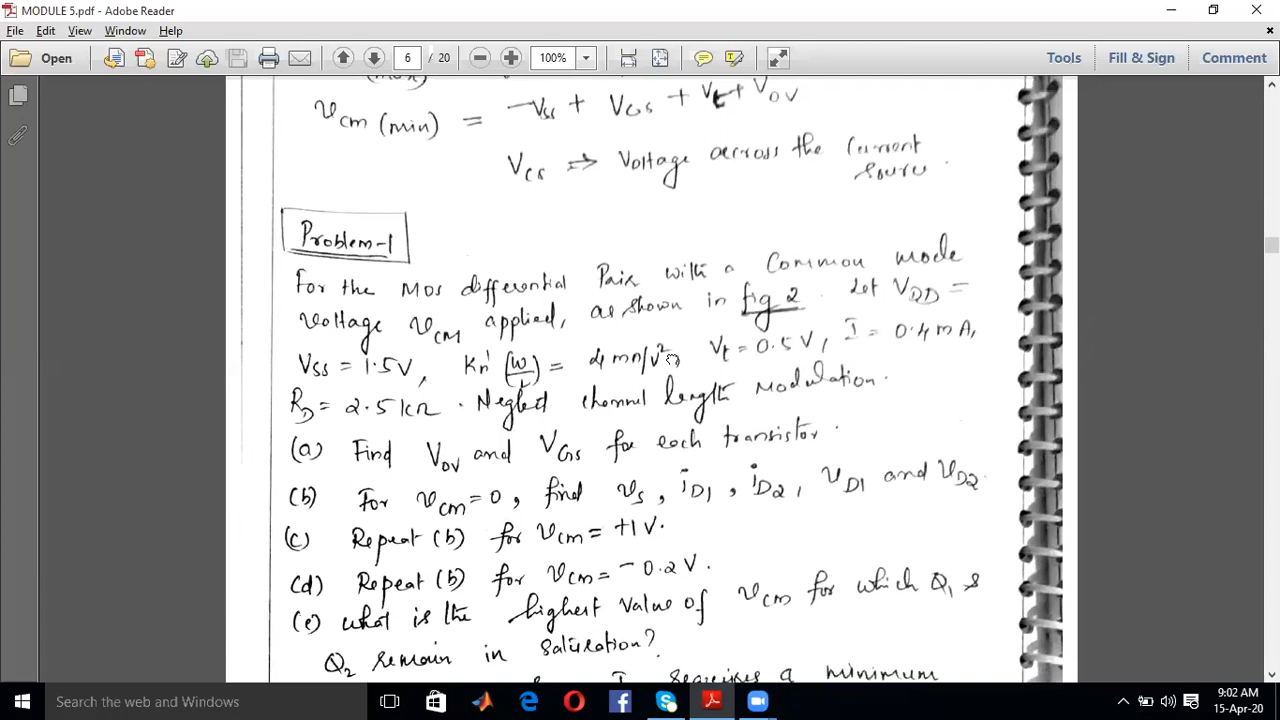 MODULE 5.pdf - Adobe Reader
File Edit View Window Help
Open 6 / 20 100% Tools Fill & Sign Comment
(max)
Vcm (min) = -Vss + VGS + Vt + VOV
Vcs ⇒ Voltage across the Current
source.
Problem-1
For the MOS differential Pair with a Common mode
voltage VCM applied, as shown in fig 2. Let VDD =
Vss = 1.5V, Kn' (W/L) = 4 mA/V², Vt = 0.5V, I = 0.4mA,
RD = 2.5KΩ. Neglect channel length modulation.
(a) Find VOV and VGS for each transistor.
(b) For Vcm=0, find Vs, iD1, iD2, VD1 and VD2.
(c) Repeat (b) for Vcm = +1V.
(d) Repeat (b) for Vcm = -0.2V.
(e) what is the highest value of Vcm for which Q1 &
Q2 remain in saturation?
I requires a minimum
Search the web and Windows
9:02 AM
15-Apr-20